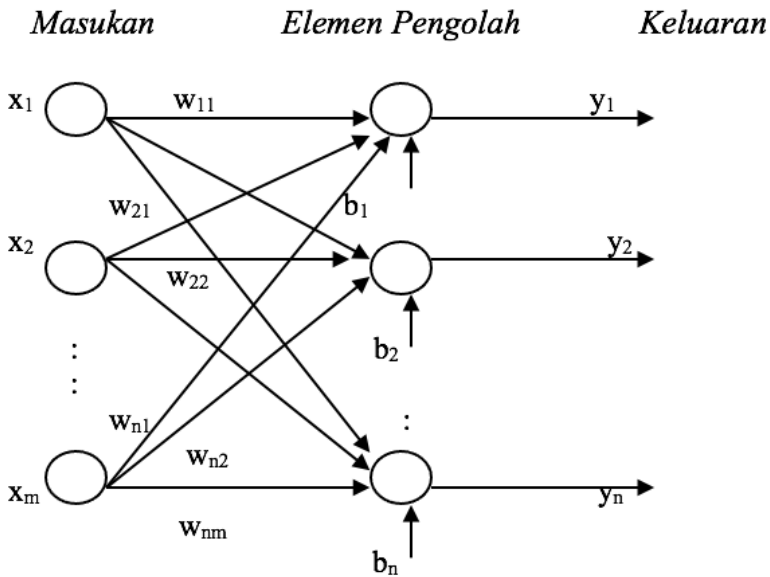 Masukan Elemen Pengolah Keluaran
x₁ w₁₁ y₁
w₂₁ b₁
x₂ w₂₂ y₂
:
:
b₂
wₙ₁ :
wₙ₂
xₘ yₙ
wₙₘ
bₙ